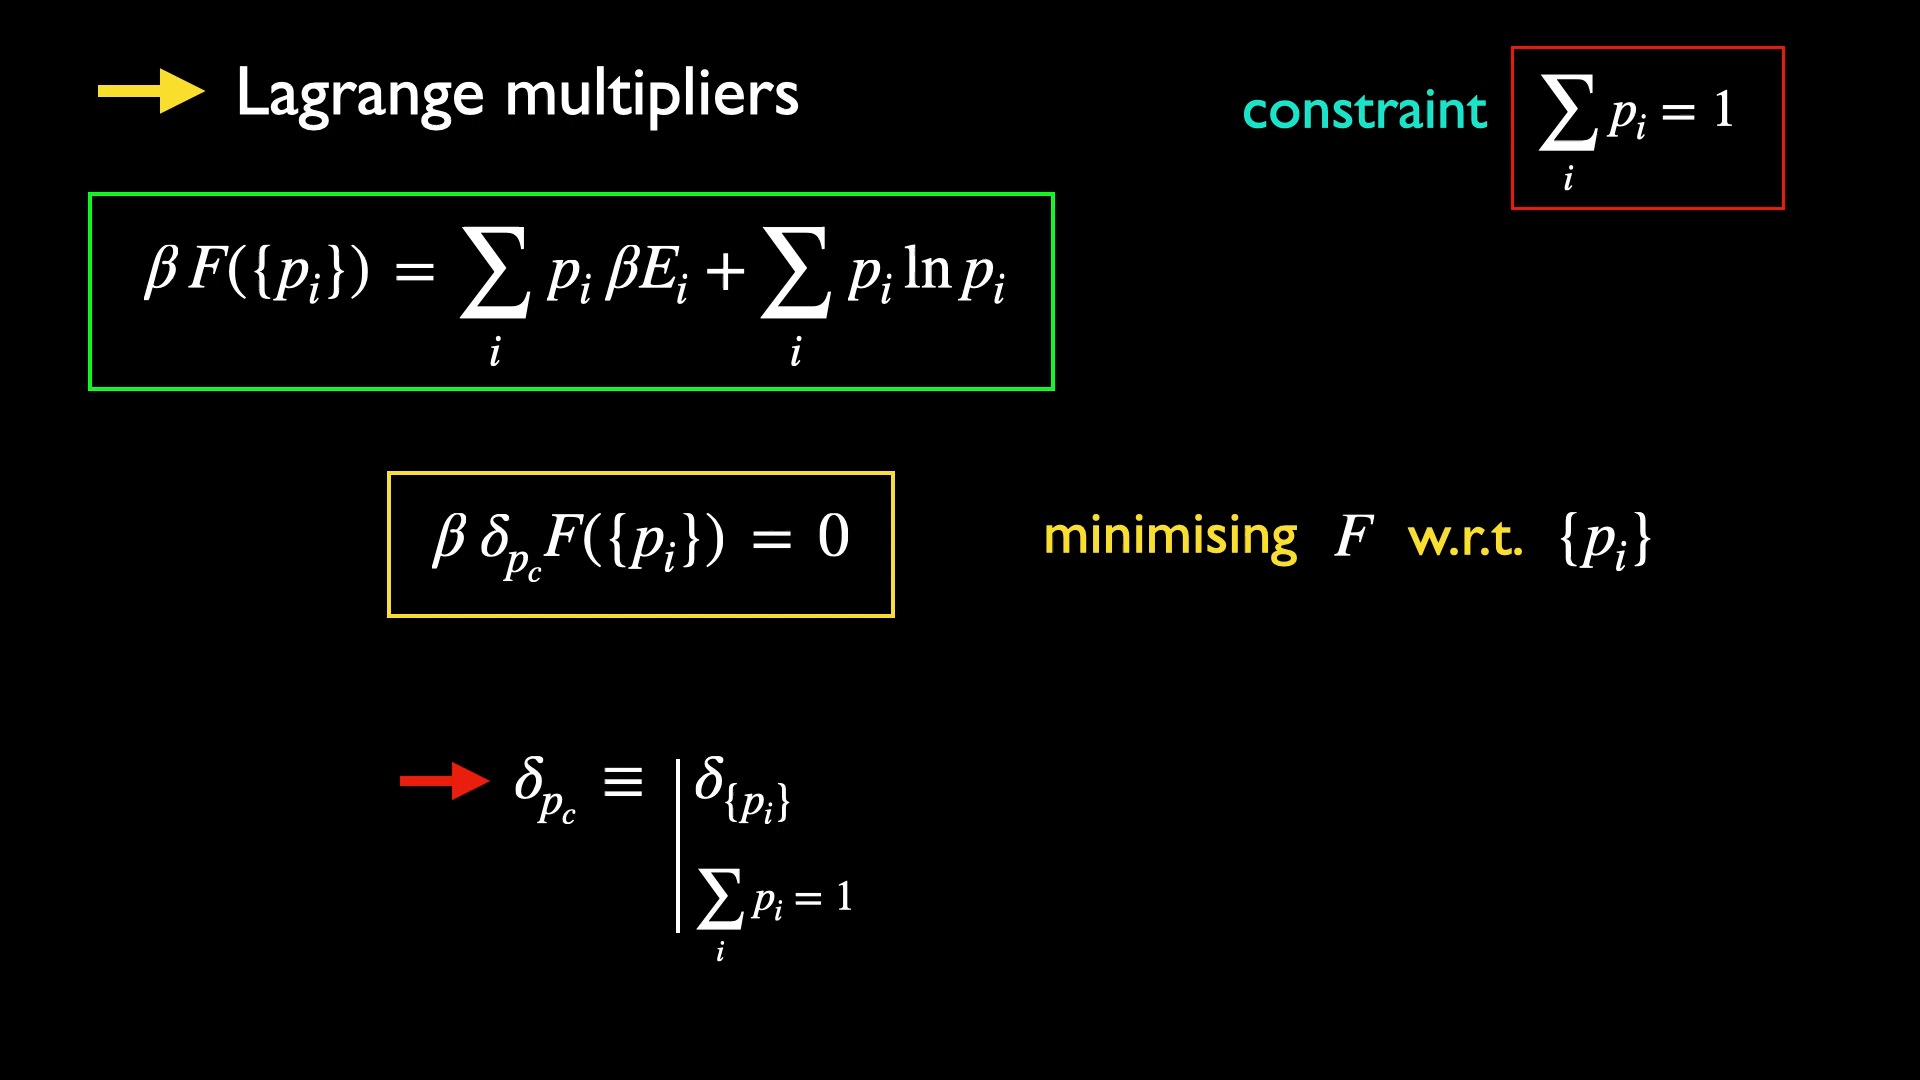 Lagrange multipliers
constraint ∑_i p_i = 1
β F({p_i}) = ∑_i p_i βE_i + ∑_i p_i ln p_i
β δ_{p_c} F({p_i}) = 0 minimising F w.r.t. {p_i}
δ_{p_c} ≡ | δ_{{p_i}}
∑_i p_i = 1